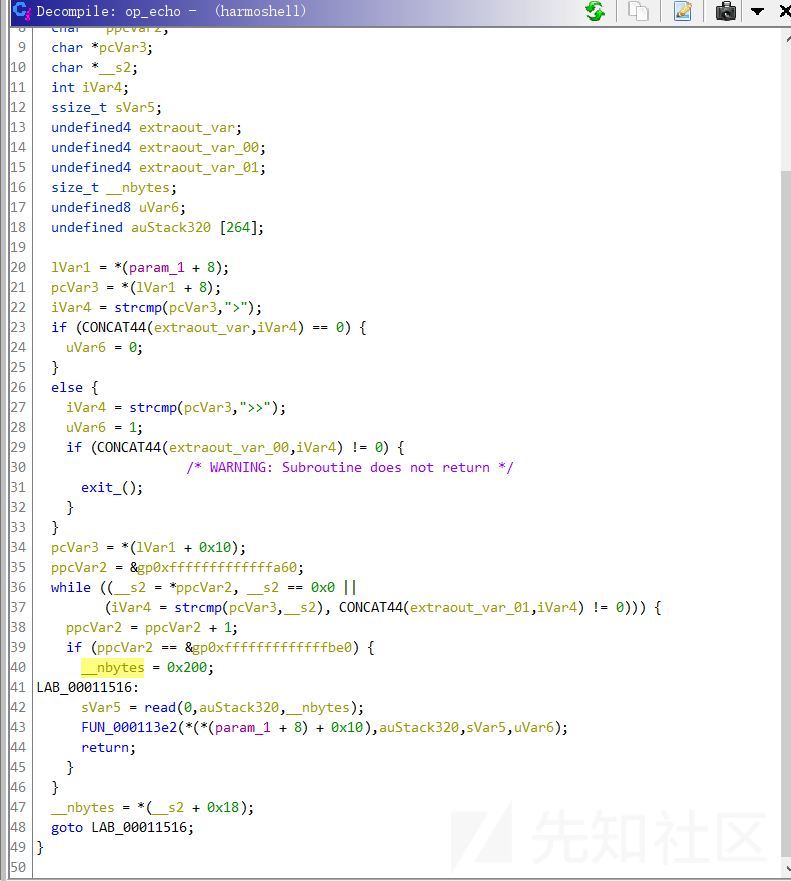 Decompile: op_echo - (harmoshell)
8 char **ppcVar2;
9 char *pcVar3;
10 char *__s2;
11 int iVar4;
12 ssize_t sVar5;
13 undefined4 extraout_var;
14 undefined4 extraout_var_00;
15 undefined4 extraout_var_01;
16 size_t __nbytes;
17 undefined8 uVar6;
18 undefined auStack320 [264];
19
20 lVar1 = *(param_1 + 8);
21 pcVar3 = *(lVar1 + 8);
22 iVar4 = strcmp(pcVar3,">");
23 if (CONCAT44(extraout_var,iVar4) == 0) {
24 uVar6 = 0;
25 }
26 else {
27 iVar4 = strcmp(pcVar3,">>");
28 uVar6 = 1;
29 if (CONCAT44(extraout_var_00,iVar4) != 0) {
30 /* WARNING: Subroutine does not return */
31 exit_();
32 }
33 }
34 pcVar3 = *(lVar1 + 0x10);
35 ppcVar2 = &gp0xfffffffffffffa60;
36 while ((__s2 = *ppcVar2, __s2 == 0x0 ||
37 (iVar4 = strcmp(pcVar3,__s2), CONCAT44(extraout_var_01,iVar4) != 0))) {
38 ppcVar2 = ppcVar2 + 1;
39 if (ppcVar2 == &gp0xfffffffffffffbe0) {
40 __nbytes = 0x200;
41 LAB_00011516:
42 sVar5 = read(0,auStack320,__nbytes);
43 FUN_000113e2(*(*(param_1 + 8) + 0x10),auStack320,sVar5,uVar6);
44 return;
45 }
46 }
47 __nbytes = *(__s2 + 0x18);
48 goto LAB_00011516;
49 }
50
先知社区